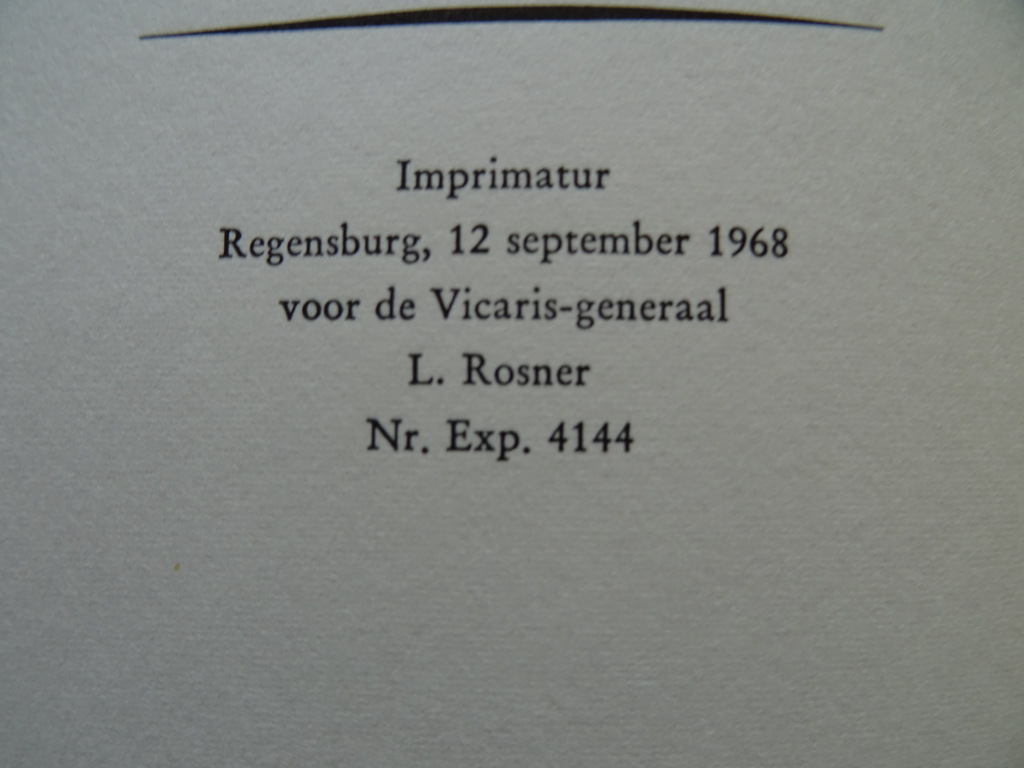 Imprimatur
Regensburg, 12 september 1968
voor de Vicaris-generaal
L. Rosner
Nr. Exp. 4144